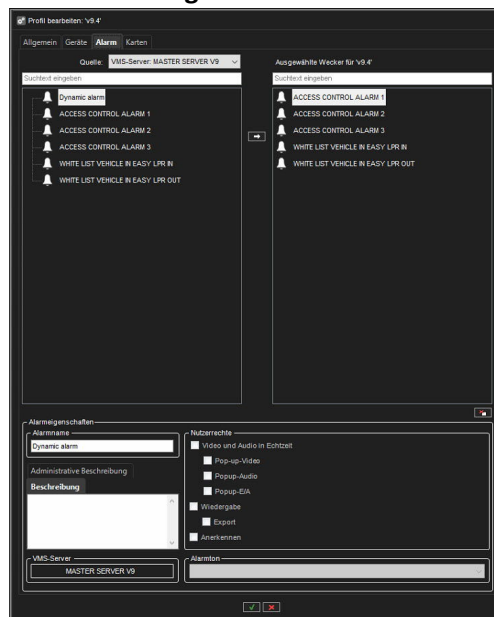 Profil bearbeiten: 'v9.4'
Allgemein Geräte Alarm Karten
Quelle: VMS-Server: MASTER SERVER V9
Ausgewählte Wecker für 'v9.4'
Suchtext eingeben
Suchtext eingeben
Dynamic alarm
ACCESS CONTROL ALARM 1
ACCESS CONTROL ALARM 2
ACCESS CONTROL ALARM 3
WHITE LIST VEHICLE IN EASY LPR IN
WHITE LIST VEHICLE IN EASY LPR OUT
ACCESS CONTROL ALARM 1
ACCESS CONTROL ALARM 2
ACCESS CONTROL ALARM 3
WHITE LIST VEHICLE IN EASY LPR IN
WHITE LIST VEHICLE IN EASY LPR OUT
Alarmeigenschaften
Alarmname
Dynamic alarm
Administrative Beschreibung
Beschreibung
VMS-Server
MASTER SERVER V9
Nutzerrechte
Video und Audio in Echtzeit
Pop-up-Video
Popup-Audio
Popup-E/A
Wiedergabe
Export
Anerkennen
Alarmton